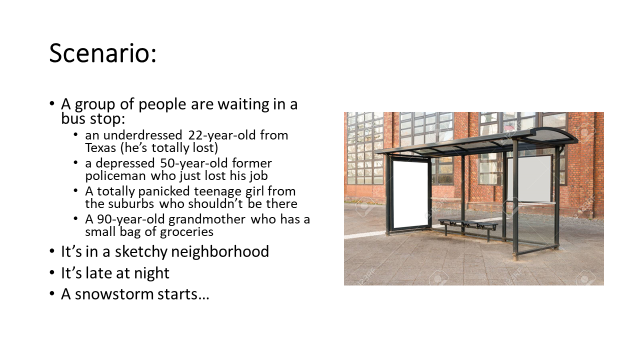 Scenario:
• A group of people are waiting in a
bus stop:
• an underdressed 22-year-old from
Texas (he's totally lost)
• a depressed 50-year-old former
policeman who just lost his job
• A totally panicked teenage girl from
the suburbs who shouldn't be there
• A 90-year-old grandmother who has a
small bag of groceries
• It's in a sketchy neighborhood
• It's late at night
• A snowstorm starts…